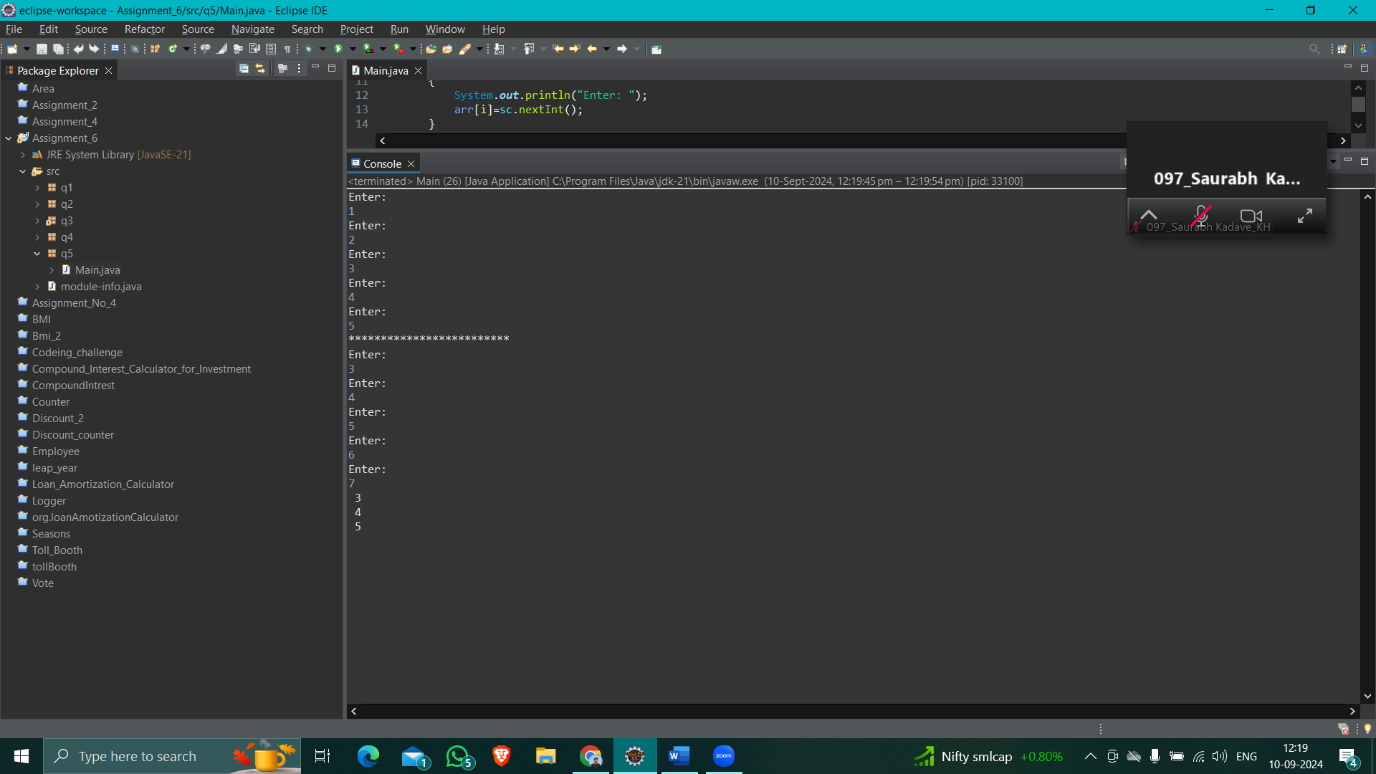 eclipse-workspace - Assignment_6/src/q5/Main.java - Eclipse IDE
File Edit Source Refactor Source Navigate Search Project Run Window Help
Package Explorer
Area
Assignment_2
Assignment_4
Assignment_6
JRE System Library [JavaSE-21]
src
q1
q2
q3
q4
q5
Main.java
module-info.java
Assignment_No_4
BMI
Bmi_2
Codeing_challenge
Compound_Interest_Calculator_for_Investment
CompoundIntrest
Counter
Discount_2
Discount_counter
Employee
leap_year
Loan_Amortization_Calculator
Logger
org.loanAmotizationCalculator
Seasons
Toll_Booth
tollBooth
Vote
Main.java
11 {
12 System.out.println("Enter: ");
13 arr[i]=sc.nextInt();
14 }
Console
<terminated> Main (26) [Java Application] C:\Program Files\Java\jdk-21\bin\javaw.exe (10-Sept-2024, 12:19:45 pm – 12:19:54 pm) [pid: 33100]
Enter:
1
Enter:
2
Enter:
3
Enter:
4
Enter:
5
*************************
Enter:
3
Enter:
4
Enter:
5
Enter:
6
Enter:
7
3
4
5
097_Saurabh Ka...
097_Saurabh Kadave_KH
Type here to search
1
5
zoom
Nifty smlcap +0.80%
ENG
12:19
10-09-2024
4